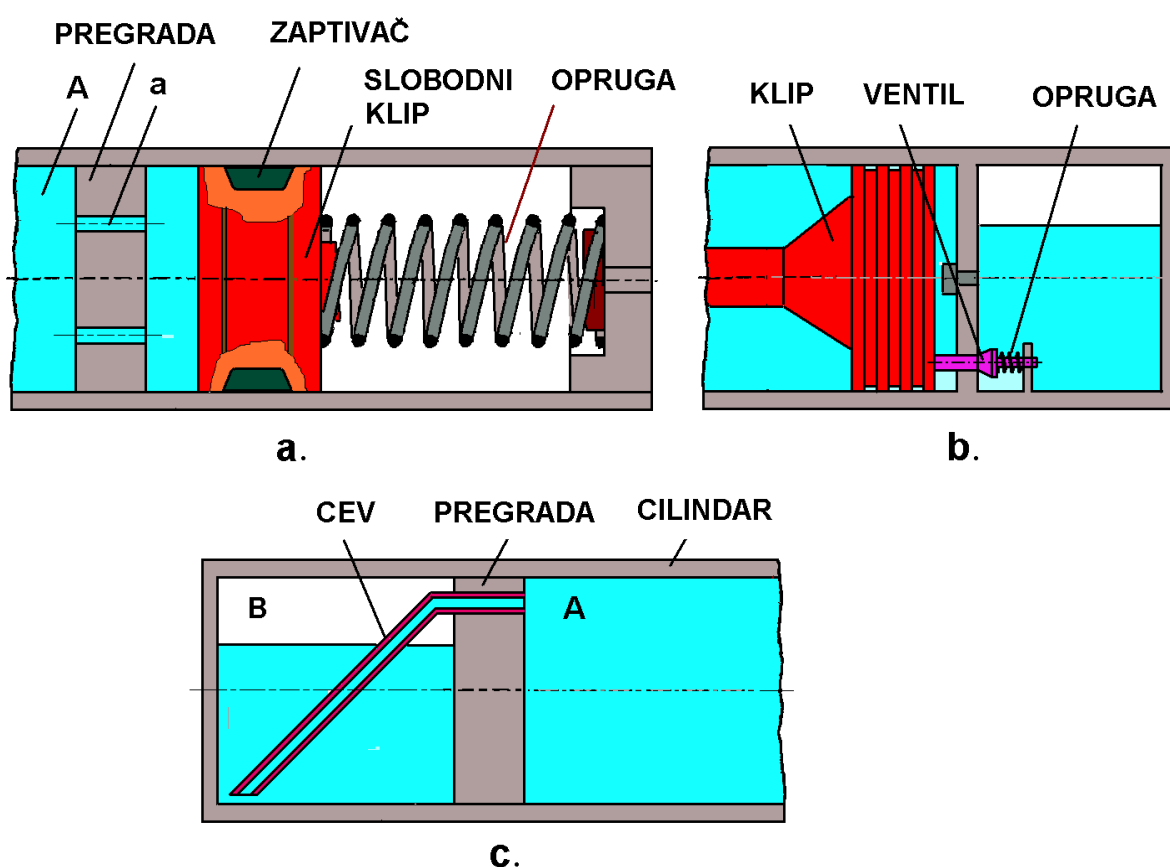 PREGRADA
ZAPTIVAČ
A
a
SLOBODNI
KLIP
OPRUGA
KLIP
VENTIL
OPRUGA
a.
b.
CEV
PREGRADA
CILINDAR
B
A
c.